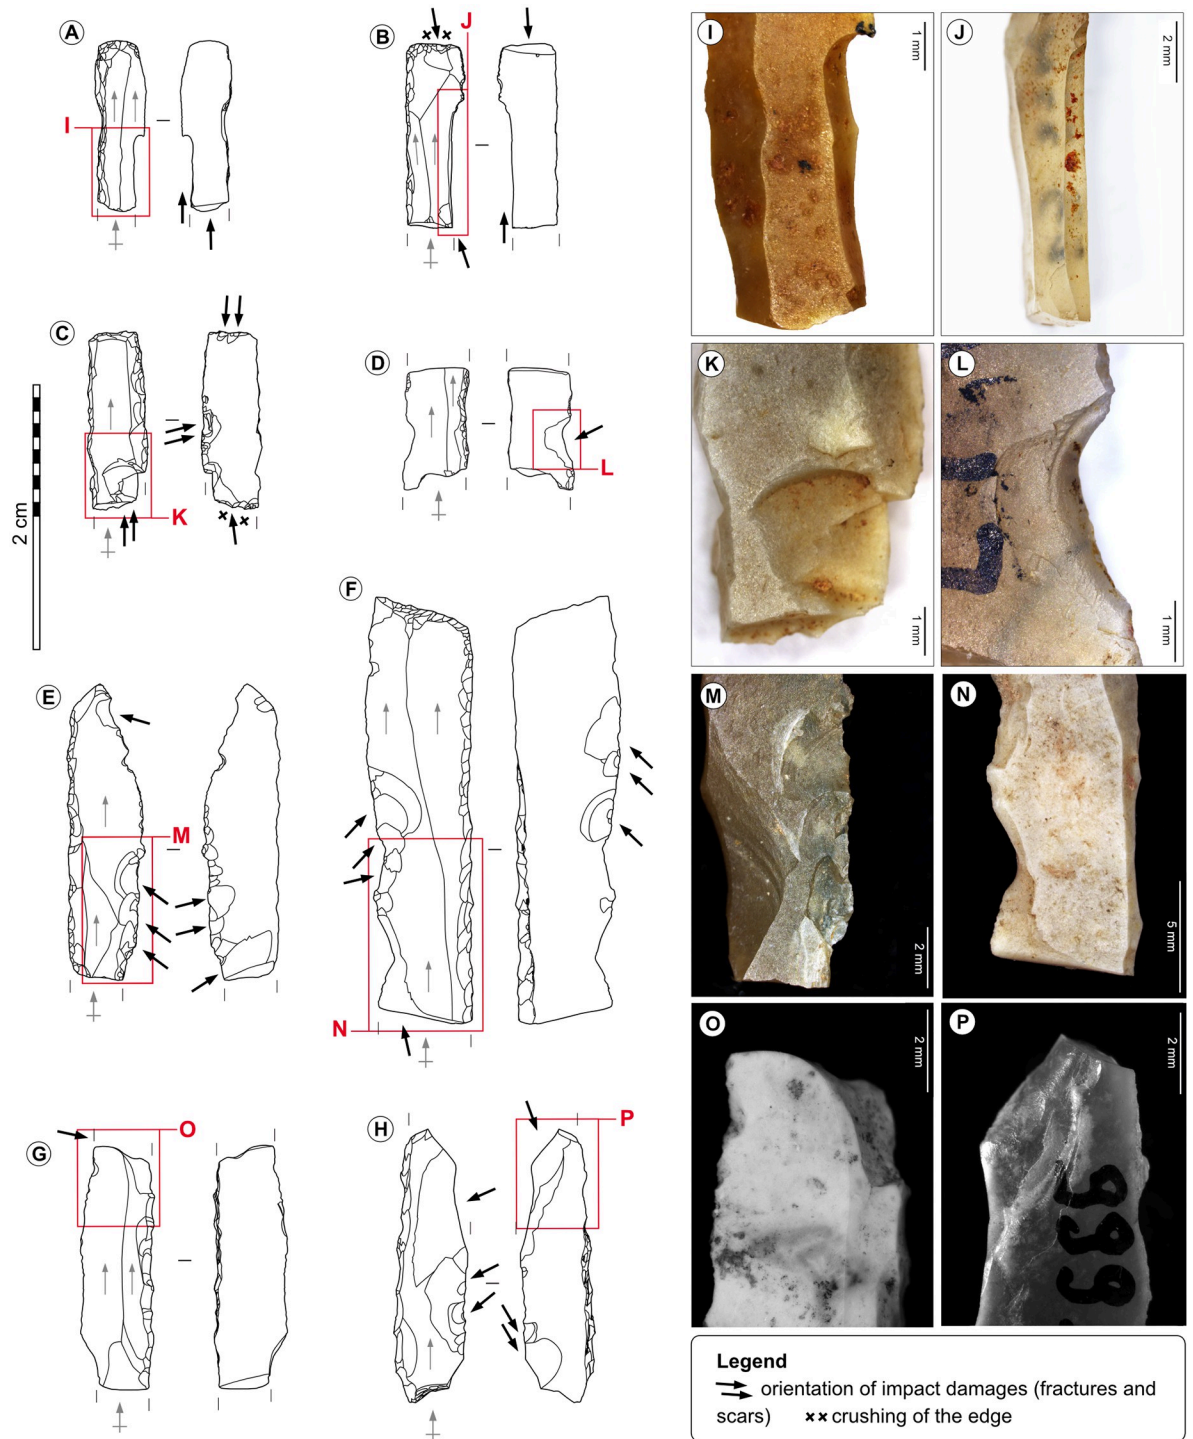 A
I
B
J
I
1 mm
J
2 mm
C
K
D
L
2 cm
K
1 mm
L
1 mm
E
M
F
N
M
2 mm
N
5 mm
G
O
H
P
O
2 mm
P
2 mm
Legend
orientation of impact damages (fractures and
scars) ×× crushing of the edge